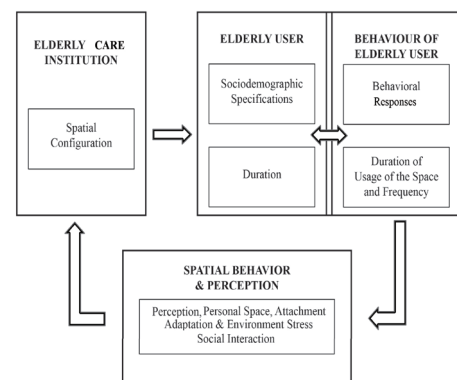 ELDERLY CARE
INSTITUTION
Spatial
Configuration
ELDERLY USER
Sociodemographic
Specifications
Duration
BEHAVIOUR OF
ELDERLY USER
Behavioral
Responses
Duration of
Usage of the Space
and Frequency
SPATIAL BEHAVIOR
& PERCEPTION
Perception, Personal Space, Attachment
Adaptation & Environment Stress
Social Interaction